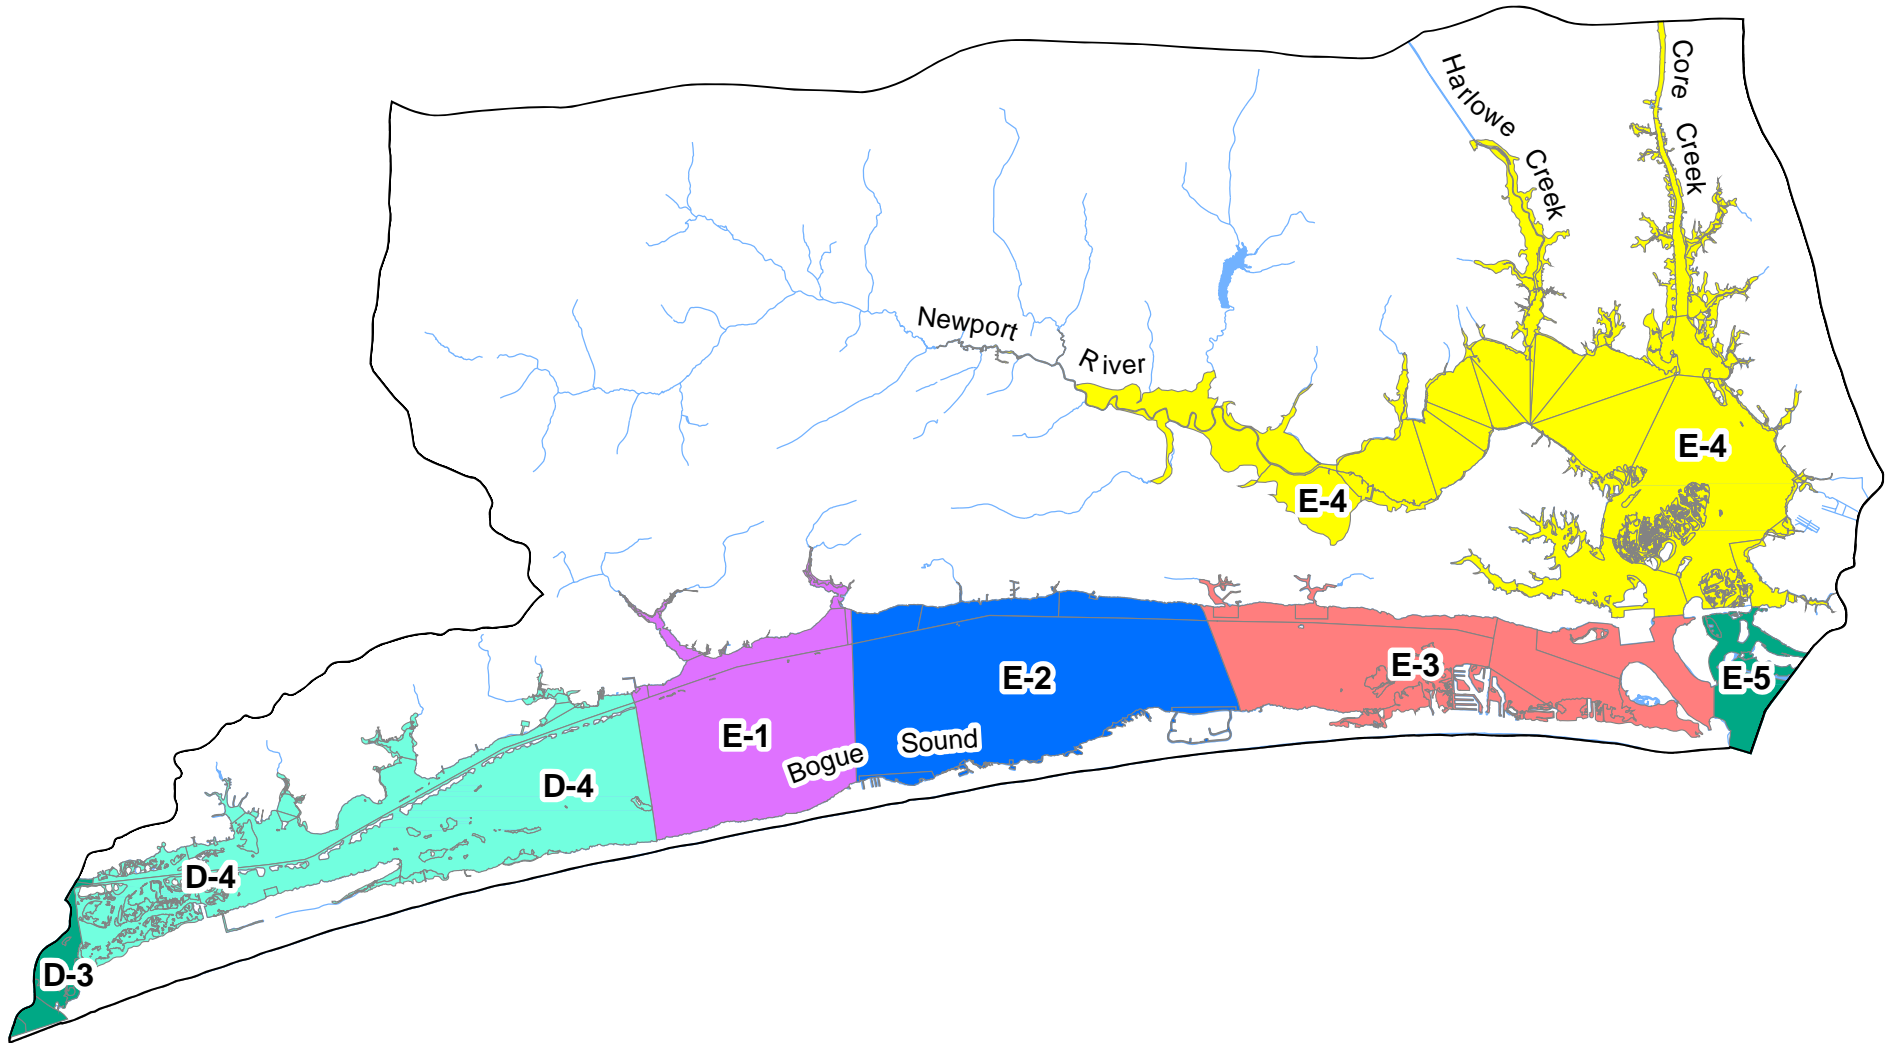 Harlowe
Creek
Core
Creek
Newport
River
E-4
E-4
E-3
E-5
E-2
E-1
Bogue
Sound
D-4
D-4
D-3